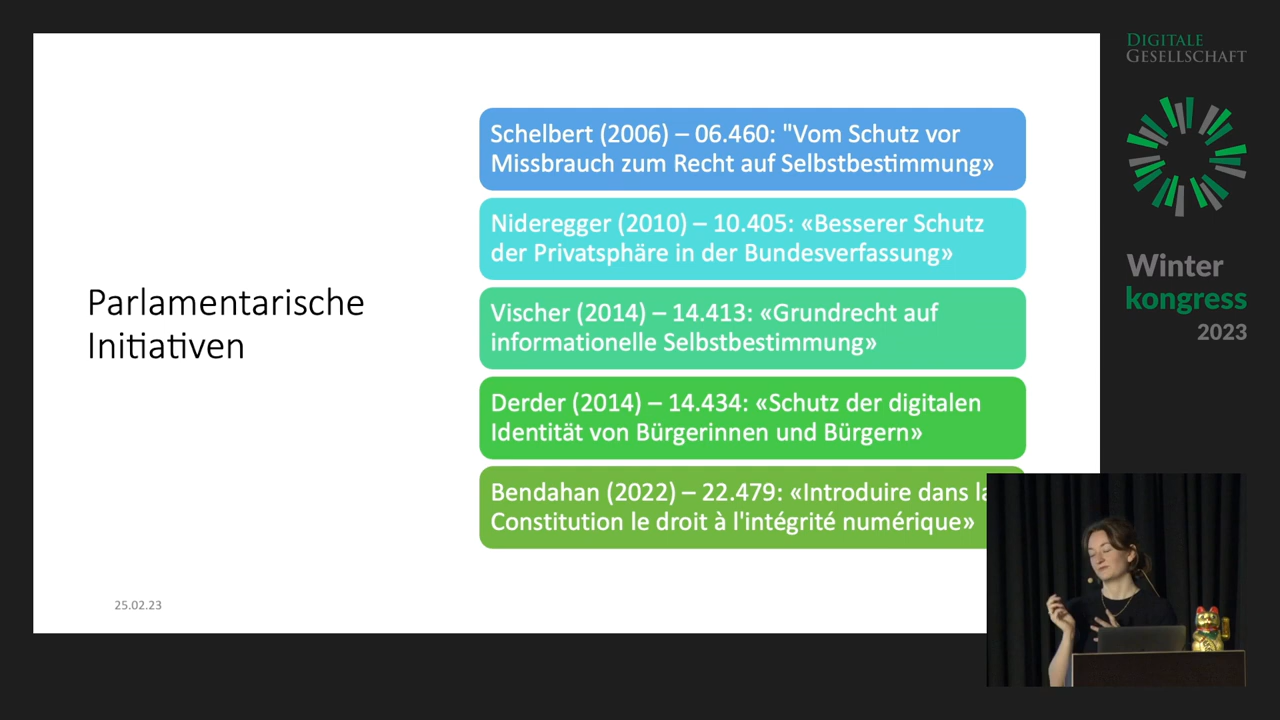 Parlamentarische
Initiativen
Schelbert (2006) – 06.460: "Vom Schutz vor
Missbrauch zum Recht auf Selbstbestimmung»
Nideregger (2010) – 10.405: «Besserer Schutz
der Privatsphäre in der Bundesverfassung»
Vischer (2014) – 14.413: «Grundrecht auf
informationelle Selbstbestimmung»
Derder (2014) – 14.434: «Schutz der digitalen
Identität von Bürgerinnen und Bürgern»
Bendahan (2022) – 22.479: «Introduire dans la
Constitution le droit à l'intégrité numérique»
25.02.23
DIGITALE
GESELLSCHAFT
Winter
kongress
2023